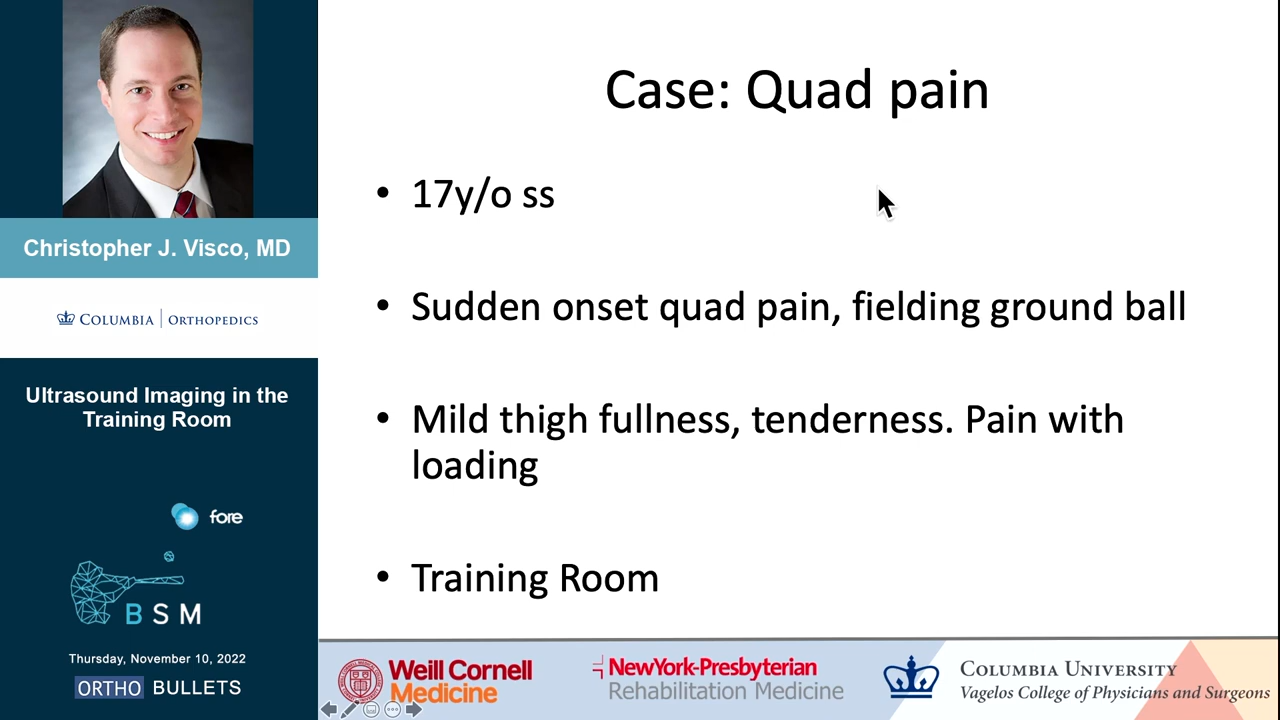 Christopher J. Visco, MD
COLUMBIA | ORTHOPEDICS
Ultrasound Imaging in the
Training Room
fore
BSM
Thursday, November 10, 2022
ORTHO BULLETS
Case: Quad pain
• 17y/o ss
• Sudden onset quad pain, fielding ground ball
• Mild thigh fullness, tenderness. Pain with
loading
• Training Room
Weill Cornell
Medicine
NewYork-Presbyterian
Rehabilitation Medicine
COLUMBIA UNIVERSITY
Vagelos College of Physicians and Surgeons